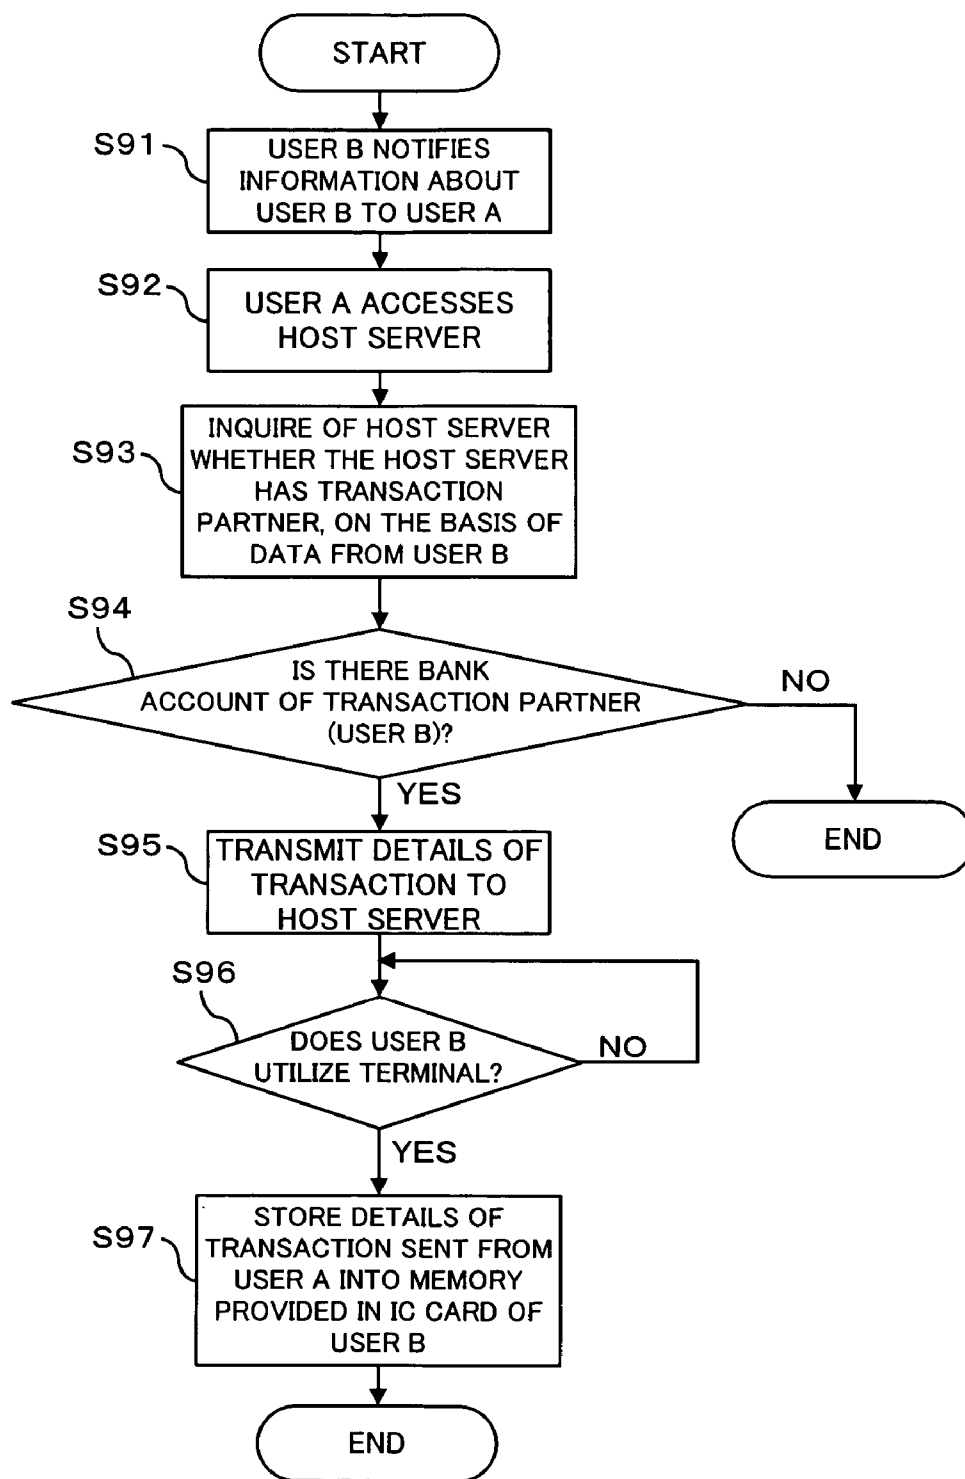 START
S91
USER B NOTIFIES
INFORMATION ABOUT
USER B TO USER A
S92
USER A ACCESSES
HOST SERVER
S93
INQUIRE OF HOST SERVER
WHETHER THE HOST SERVER
HAS TRANSACTION
PARTNER, ON THE BASIS OF
DATA FROM USER B
S94
IS THERE BANK
ACCOUNT OF TRANSACTION PARTNER
(USER B)?
NO
YES
END
S95
TRANSMIT DETAILS OF
TRANSACTION TO
HOST SERVER
S96
DOES USER B
UTILIZE TERMINAL?
NO
YES
S97
STORE DETAILS OF
TRANSACTION SENT FROM
USER A INTO MEMORY
PROVIDED IN IC CARD OF
USER B
END